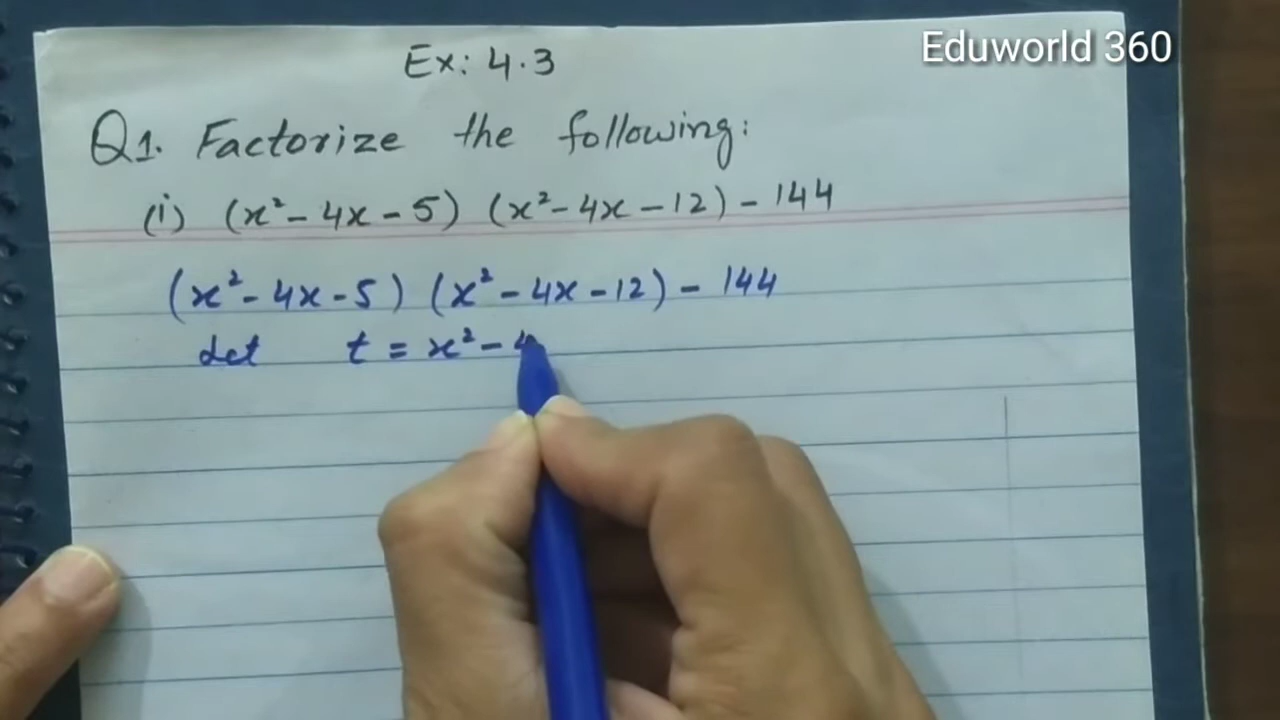 Eduworld 360
Ex: 4.3
Q1. Factorize the following:
(i) (x² - 4x - 5) (x² - 4x - 12) - 144
(x² - 4x - 5) (x² - 4x - 12) - 144
Let t = x² - 4